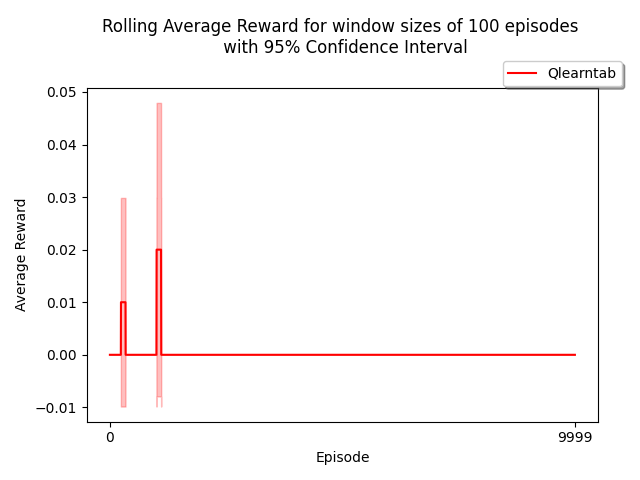 Rolling Average Reward for window sizes of 100 episodes
with 95% Confidence Interval
Qlearntab
0.05
0.04
0.03
0.02
0.01
0.00
−0.01
Average Reward
0
9999
Episode